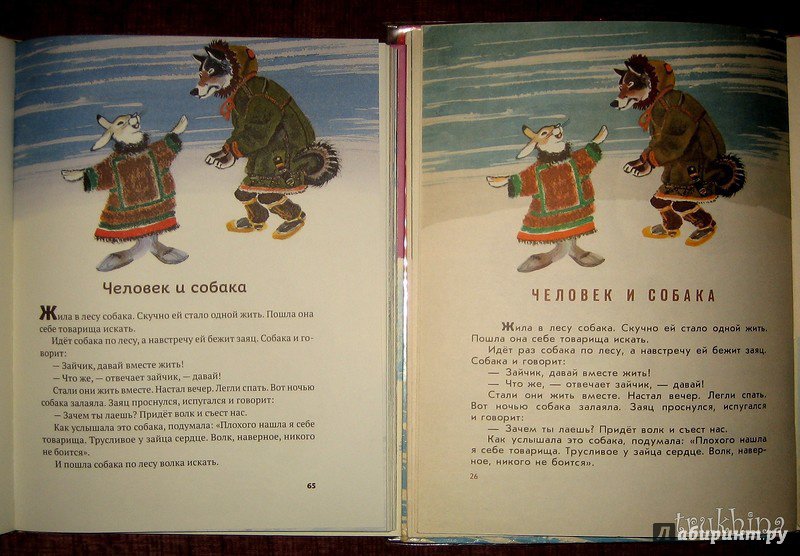 Человек и собака
Жила в лесу собака. Скучно ей стало одной жить. Пошла она
себе товарища искать.
Идёт собака по лесу, а навстречу ей бежит заяц. Собака и го-
ворит:
— Зайчик, давай вместе жить!
— Что же, — отвечает зайчик, — давай!
Стали они жить вместе. Настал вечер. Легли спать. Вот ночью
собака залаяла. Заяц проснулся, испугался и говорит:
— Зачем ты лаешь? Придёт волк и съест нас.
Как услышала это собака, подумала: «Плохого нашла я себе
товарища. Трусливое у зайца сердце. Волк, наверное, никого
не боится».
И пошла собака по лесу волка искать.
65
ЧЕЛОВЕК И СОБАКА
Жила в лесу собака. Скучно ей стало одной жить.
Пошла она себе товарища искать.
Идёт раз собака по лесу, а навстречу ей бежит заяц.
Собака и говорит:
— Зайчик, давай вместе жить!
— Что же, — отвечает зайчик, — давай!
Стали они жить вместе. Настал вечер. Легли спать.
Вот ночью собака залаяла. Заяц проснулся, испугался
и говорит:
— Зачем ты лаешь? Придёт волк и съест нас.
Как услышала это собака, подумала: «Плохого нашла
я себе товарища. Трусливое у зайца сердце. Волк, навер-
ное, никого не боится».
26
trukhina
Лабиринт.ру